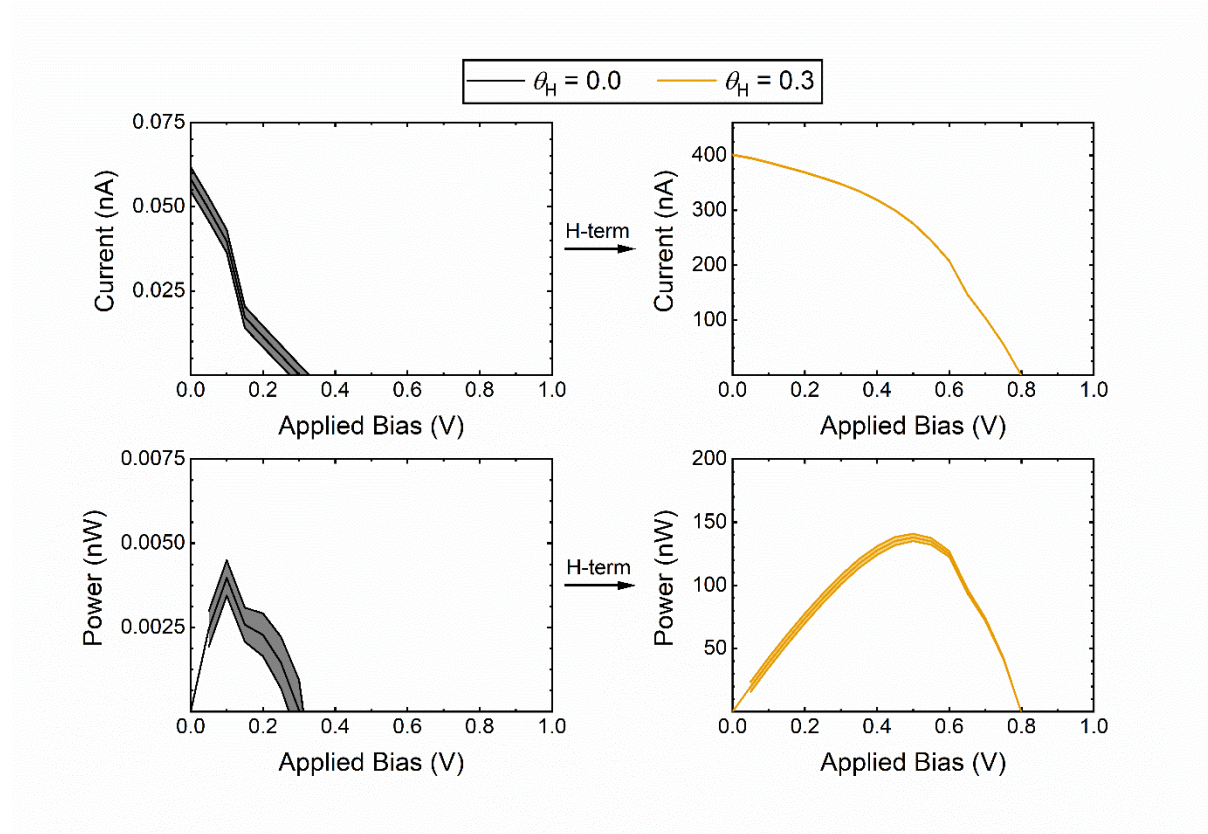 θH = 0.0 θH = 0.3
0.075
0.050
0.025
Current (nA)
0.0 0.2 0.4 0.6 0.8 1.0
Applied Bias (V)
H-term
400
300
200
100
Current (nA)
0.0 0.2 0.4 0.6 0.8 1.0
Applied Bias (V)
0.0075
0.0050
0.0025
Power (nW)
0.0 0.2 0.4 0.6 0.8 1.0
Applied Bias (V)
H-term
200
150
100
50
Power (nW)
0.0 0.2 0.4 0.6 0.8 1.0
Applied Bias (V)